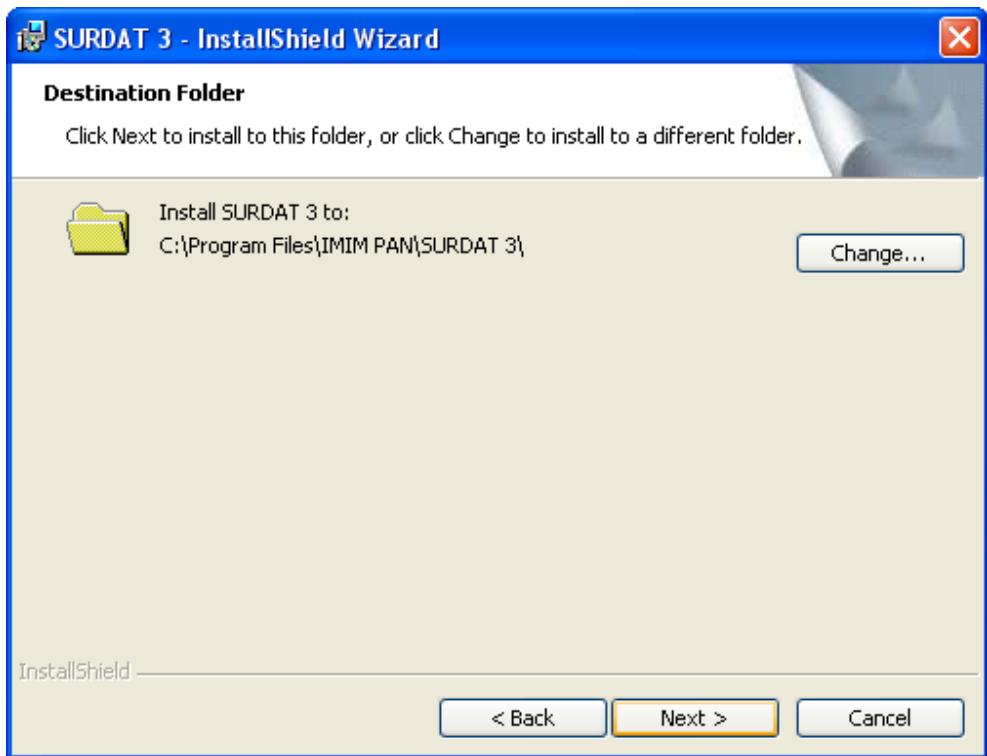 SURDAT 3 - InstallShield Wizard
Destination Folder
Click Next to install to this folder, or click Change to install to a different folder.
Install SURDAT 3 to:
C:\Program Files\IMIM PAN\SURDAT 3\
Change...
InstallShield
< Back
Next >
Cancel